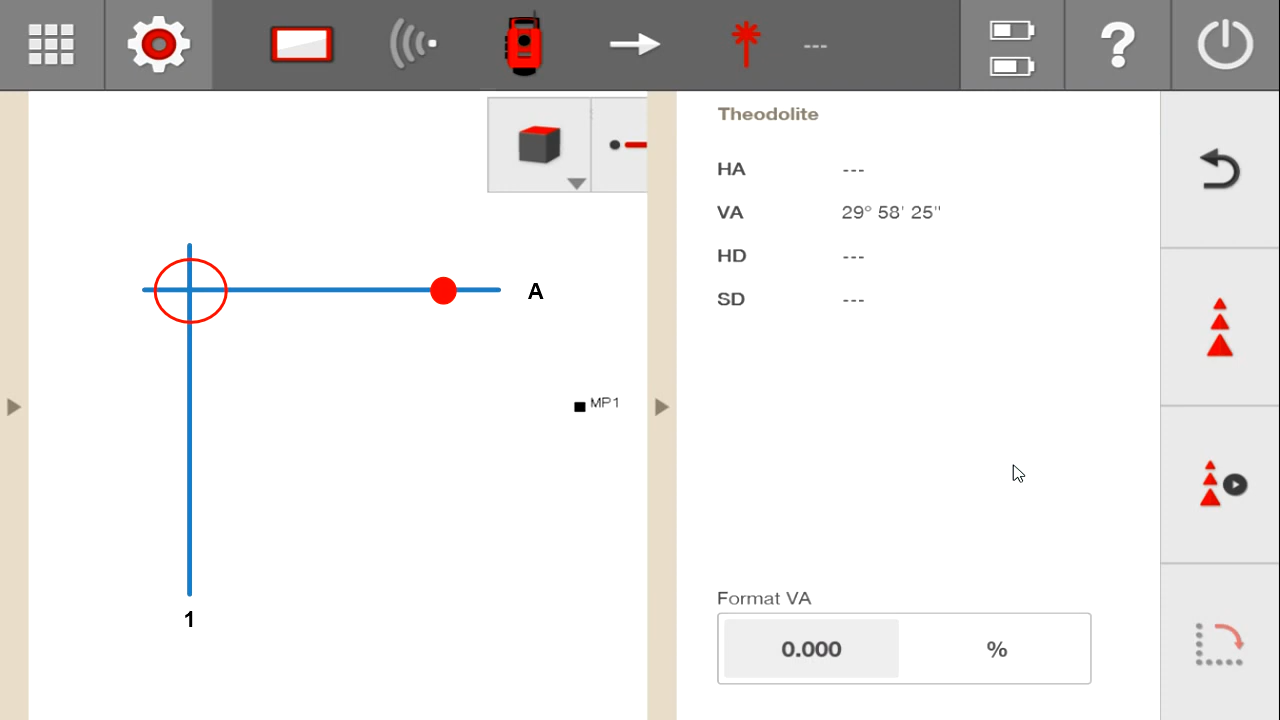 ---
Theodolite
HA ---
VA 29° 58' 25"
HD ---
SD ---
A
MP1
1
Format VA
0.000 %